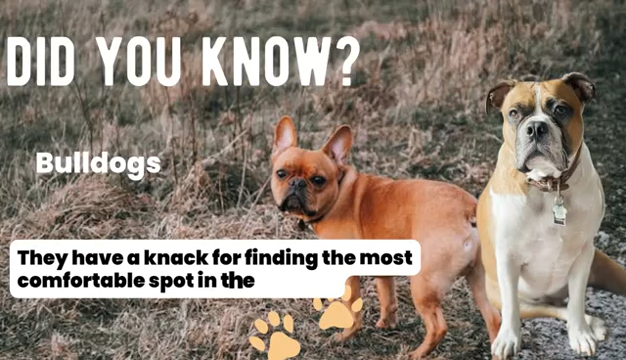 DID YOU KNOW?
Bulldogs
They have a knack for finding the most
comfortable spot in the